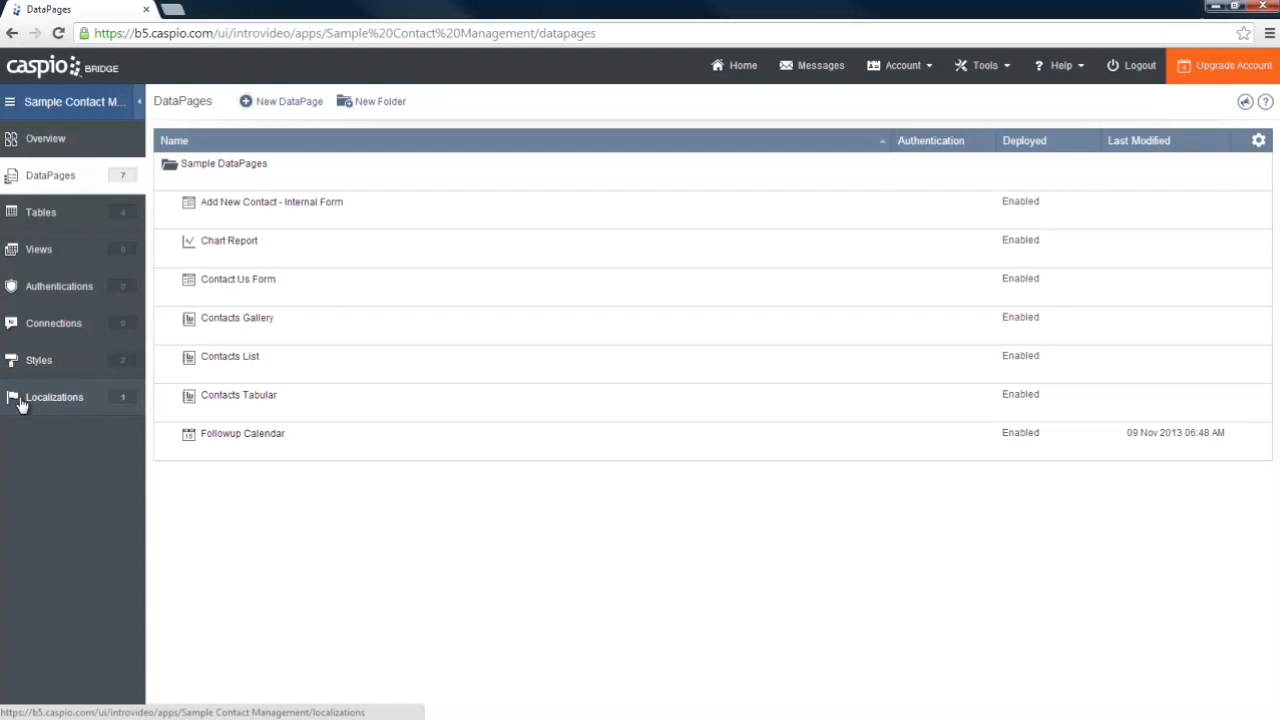 DataPages
https://b5.caspio.com/ui/introvideo/apps/Sample%20Contact%20Management/datapages
caspio BRIDGE
Home Messages Account Tools ? Help Logout Upgrade Account
Sample Contact M...
DataPages New DataPage New Folder ?
Name Authentication Deployed Last Modified
Overview
DataPages 7
Tables 4
Views 0
Authentications 0
Connections 0
Styles 2
Localizations 1
Sample DataPages
Add New Contact - Internal Form Enabled
Chart Report Enabled
Contact Us Form Enabled
Contacts Gallery Enabled
Contacts List Enabled
Contacts Tabular Enabled
Followup Calendar Enabled 09 Nov 2013 06:48 AM
https://b5.caspio.com/ui/introvideo/apps/Sample Contact Management/localizations